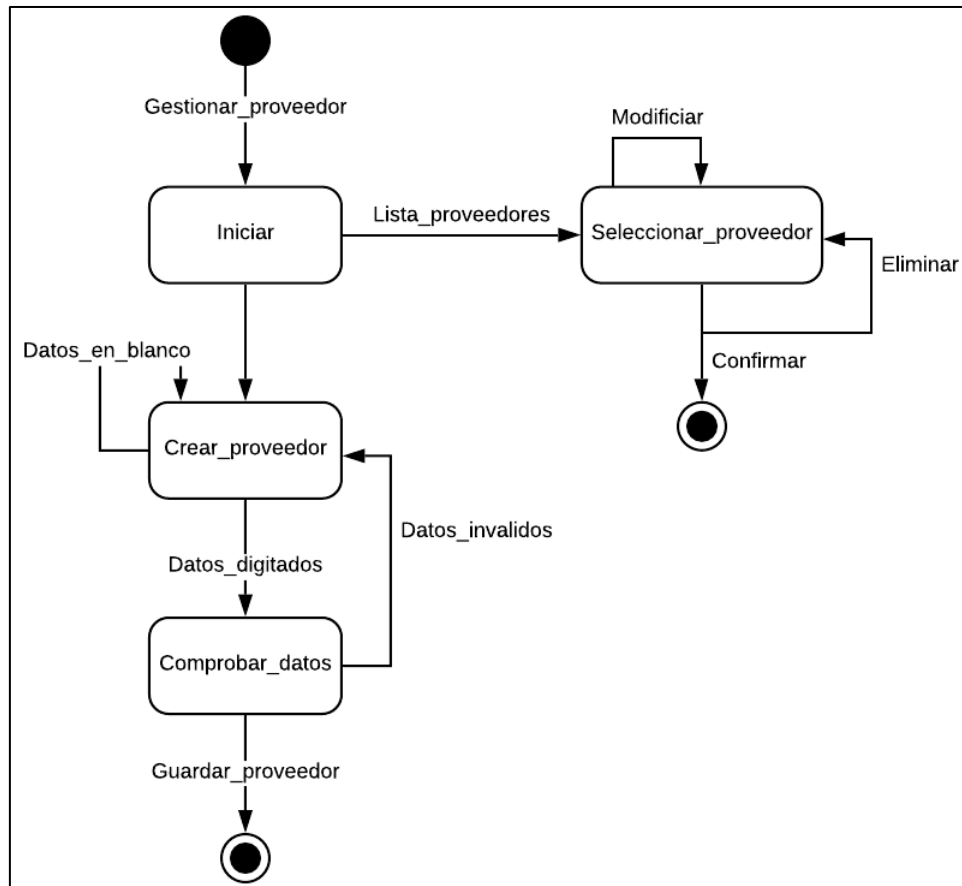 Gestionar_proveedor
Modificiar
Iniciar
Lista_proveedores
Seleccionar_proveedor
Eliminar
Datos_en_blanco
Confirmar
Crear_proveedor
Datos_invalidos
Datos_digitados
Comprobar_datos
Guardar_proveedor